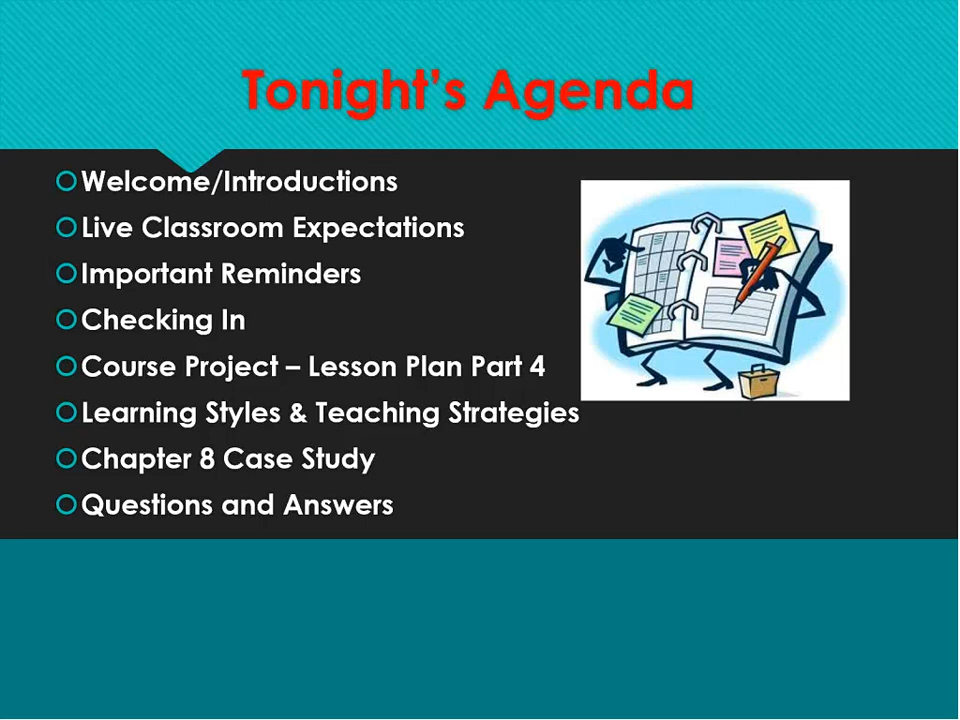 Tonight's Agenda
Welcome/Introductions
Live Classroom Expectations
Important Reminders
Checking In
Course Project – Lesson Plan Part 4
Learning Styles & Teaching Strategies
Chapter 8 Case Study
Questions and Answers